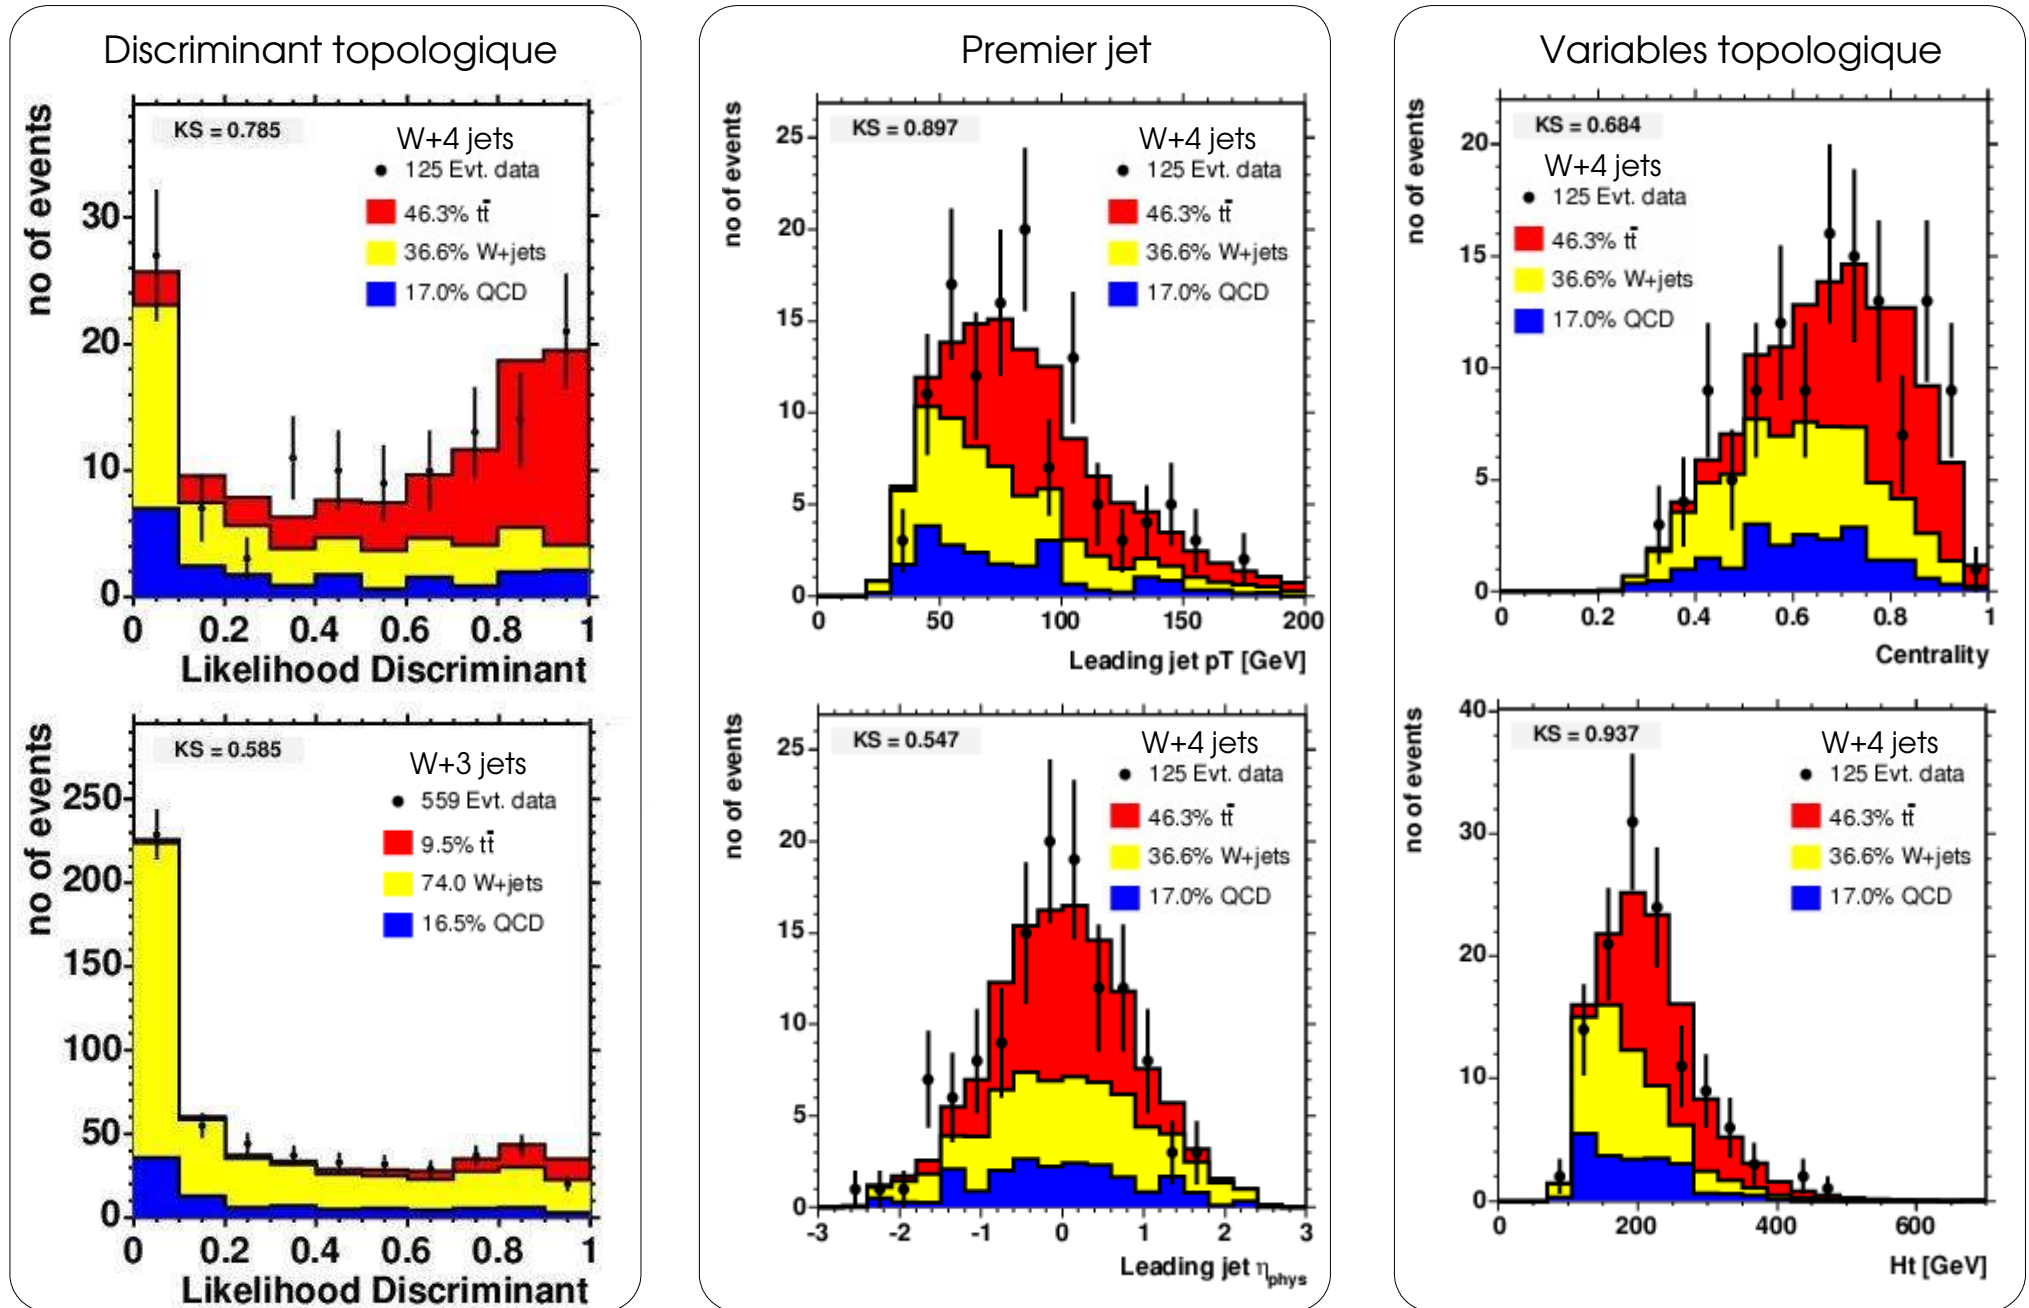 Discriminant topologique
no of events
KS = 0.785
W+4 jets
125 Evt. data
46.3% tt̄
36.6% W+jets
17.0% QCD
30
20
10
0
0 0.2 0.4 0.6 0.8 1
Likelihood Discriminant
no of events
KS = 0.585
W+3 jets
559 Evt. data
9.5% tt̄
74.0 W+jets
16.5% QCD
250
200
150
100
50
0
0 0.2 0.4 0.6 0.8 1
Likelihood Discriminant
Premier jet
no of events
KS = 0.897
W+4 jets
125 Evt. data
46.3% tt̄
36.6% W+jets
17.0% QCD
25
20
15
10
5
0
0 50 100 150 200
Leading jet pT [GeV]
no of events
KS = 0.547
W+4 jets
125 Evt. data
46.3% tt̄
36.6% W+jets
17.0% QCD
25
20
15
10
5
0
-3 -2 -1 0 1 2 3
Leading jet ηphys
Variables topologique
no of events
KS = 0.684
W+4 jets
125 Evt. data
46.3% tt̄
36.6% W+jets
17.0% QCD
20
15
10
5
0
0 0.2 0.4 0.6 0.8 1
Centrality
no of events
KS = 0.937
W+4 jets
125 Evt. data
46.3% tt̄
36.6% W+jets
17.0% QCD
40
30
20
10
0
0 200 400 600
Ht [GeV]